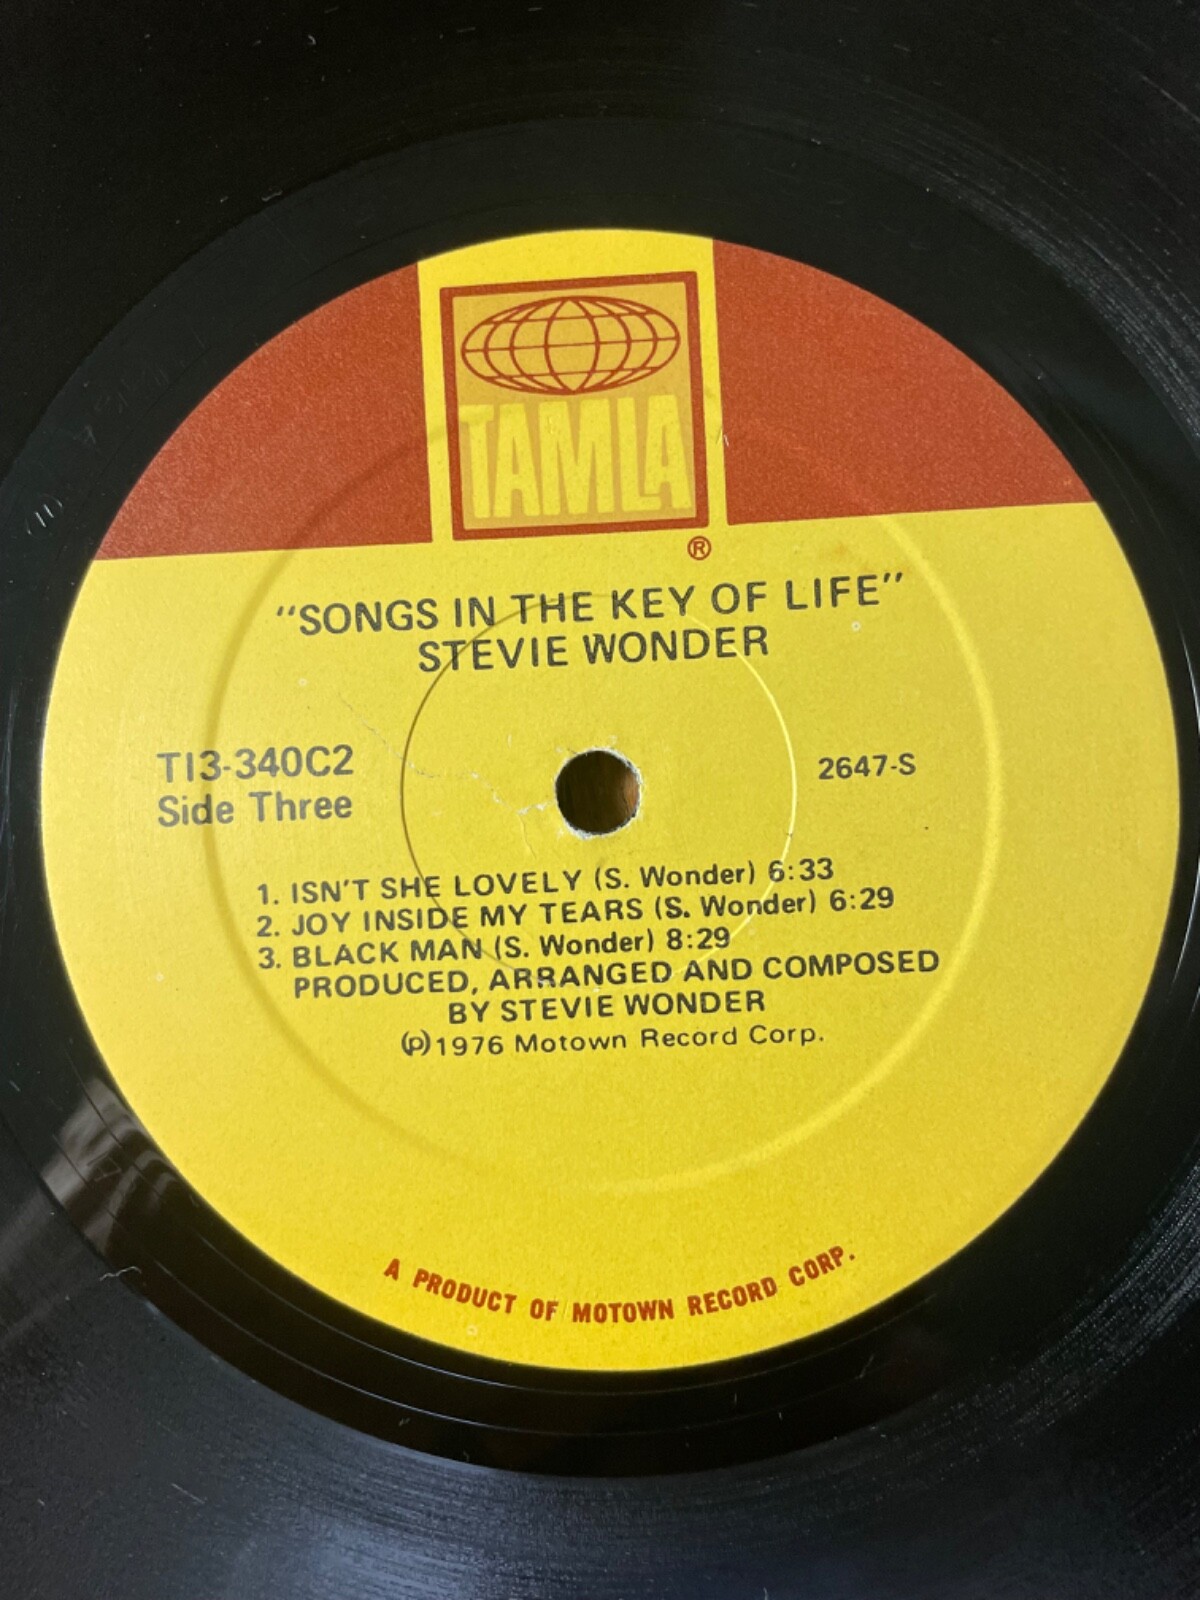 TAMLA
®
"SONGS IN THE KEY OF LIFE"
STEVIE WONDER
T13-340C2
Side Three
2647-S
1. ISN'T SHE LOVELY (S. Wonder) 6:33
2. JOY INSIDE MY TEARS (S. Wonder) 6:29
3. BLACK MAN (S. Wonder) 8:29
PRODUCED, ARRANGED AND COMPOSED
BY STEVIE WONDER
℗1976 Motown Record Corp.
A PRODUCT OF MOTOWN RECORD CORP.